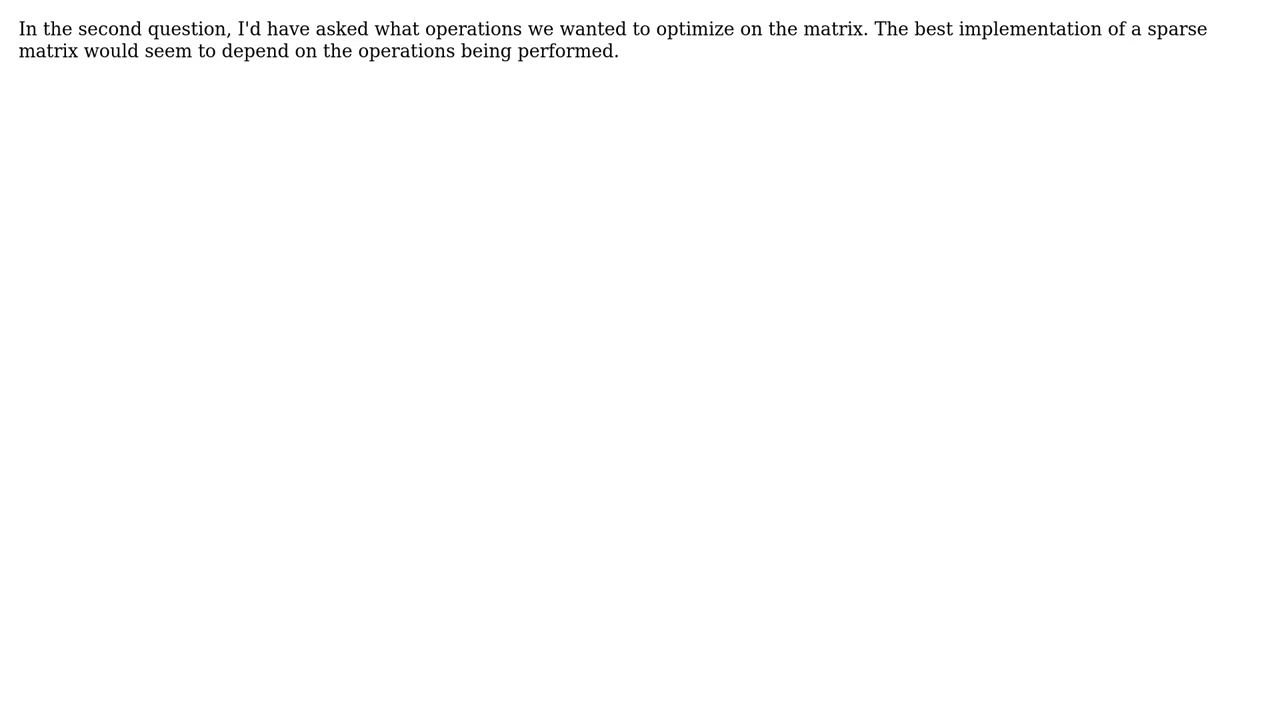 In the second question, I'd have asked what operations we wanted to optimize on the matrix. The best implementation of a sparse
matrix would seem to depend on the operations being performed.